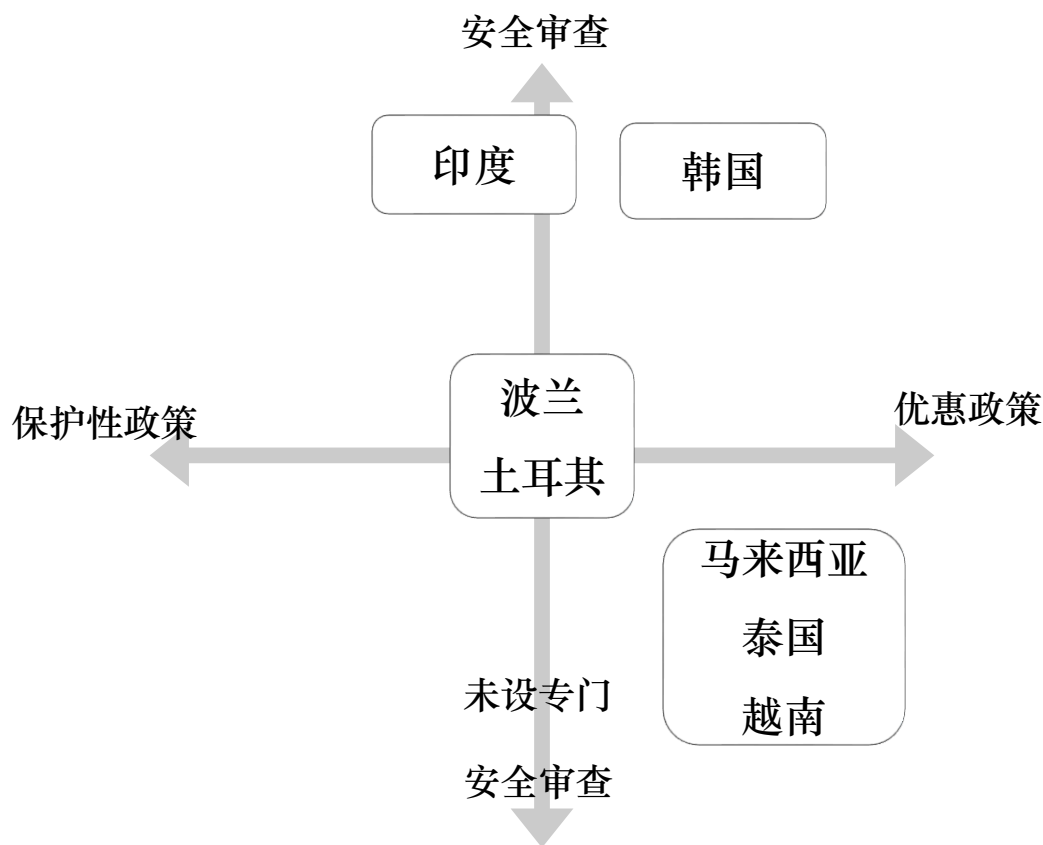 安全审查
印度
韩国
波兰
土耳其
保护性政策
优惠政策
马来西亚
泰国
越南
未设专门
安全审查